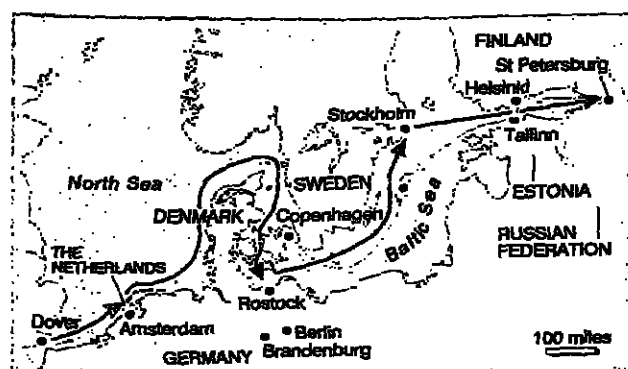 FINLAND
St Petersburg
Helsinki
Stockholm
Tallinn
North Sea
SWEDEN
ESTONIA
DENMARK
Copenhagen
Baltic Sea
RUSSIAN
FEDERATION
THE
NETHERLANDS
Rostock
Dover
Amsterdam
Berlin
Brandenburg
GERMANY
100 miles